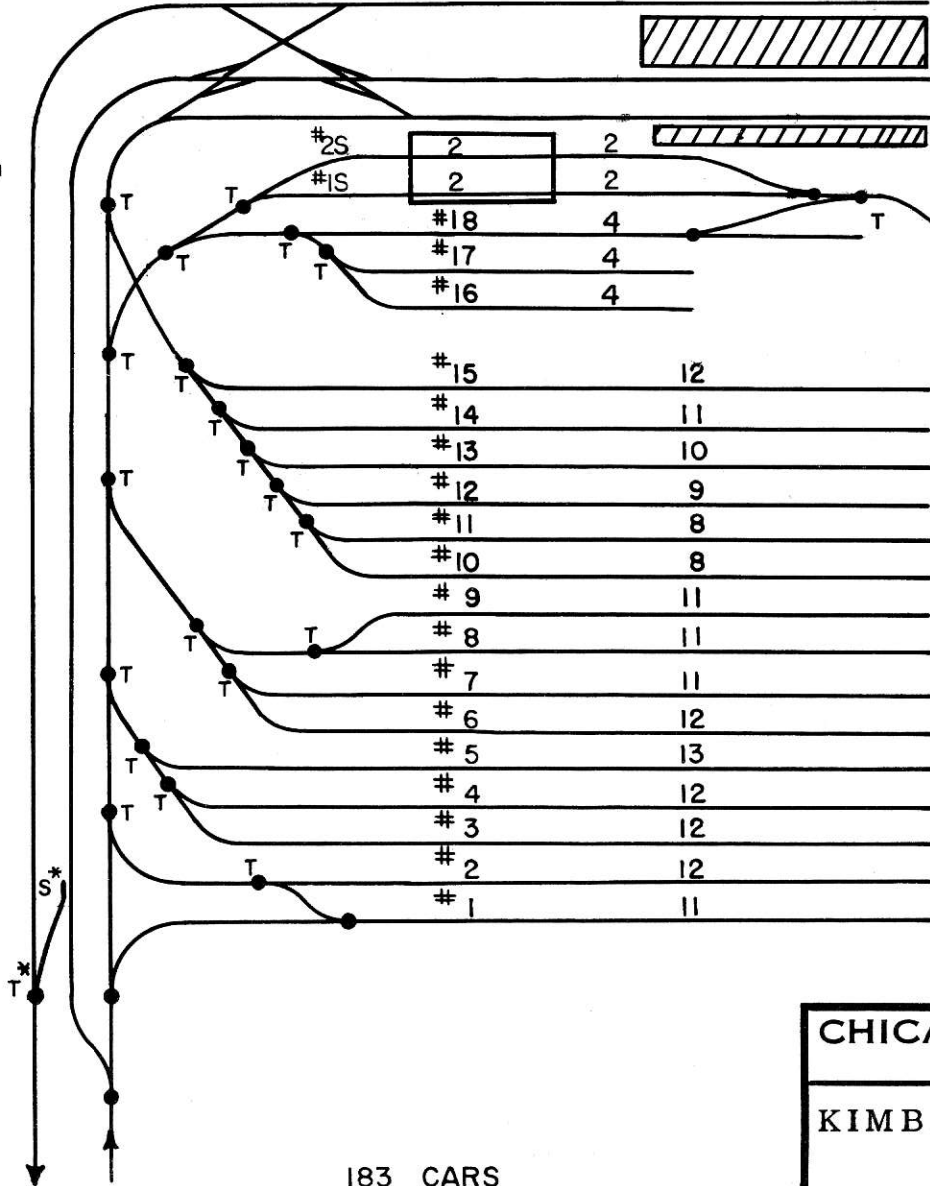 #2S 2 2
#1S 2 2
T
T
#18 4
T
T
T
#17 4
T
#16 4
T
#15 12
T
#14 11
#13 10
T
T
#12 9
T
T
#11 8
T
#10 8
#9 11
T
#8 11
T
#7 11
T
T
#6 12
#5 13
T
#4 12
T
#3 12
T
#2 12
T
S*
#1 11
T*
CHICA
KIMB
183 CARS